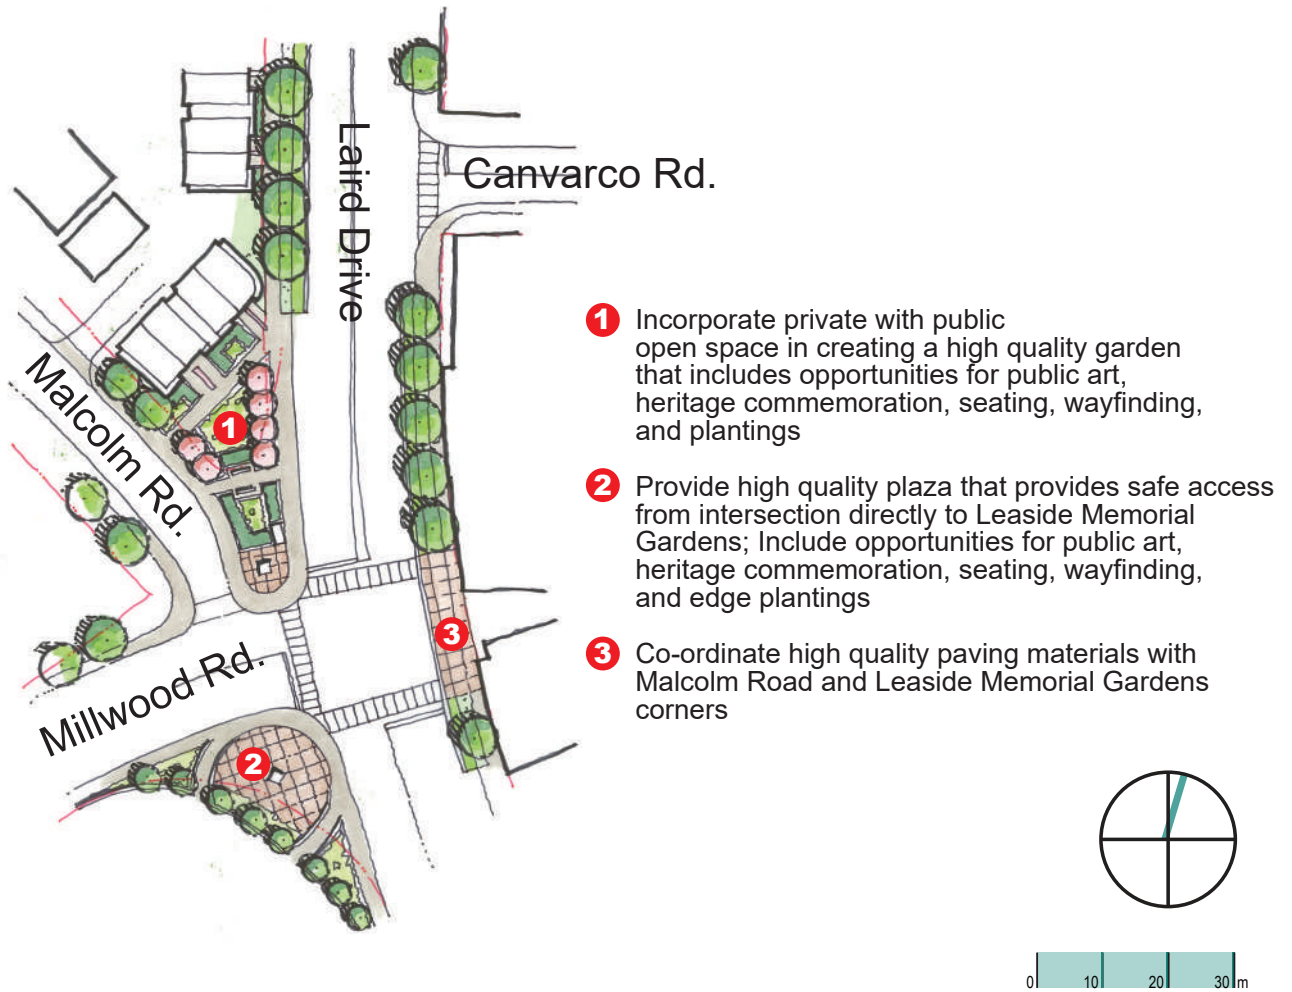 Laird Drive
Canvarco Rd.
Malcolm Rd.
Millwood Rd.
1
2
3
1 Incorporate private with public
open space in creating a high quality garden
that includes opportunities for public art,
heritage commemoration, seating, wayfinding,
and plantings
2 Provide high quality plaza that provides safe access
from intersection directly to Leaside Memorial
Gardens; Include opportunities for public art,
heritage commemoration, seating, wayfinding,
and edge plantings
3 Co-ordinate high quality paving materials with
Malcolm Road and Leaside Memorial Gardens
corners
0 10 20 30 m